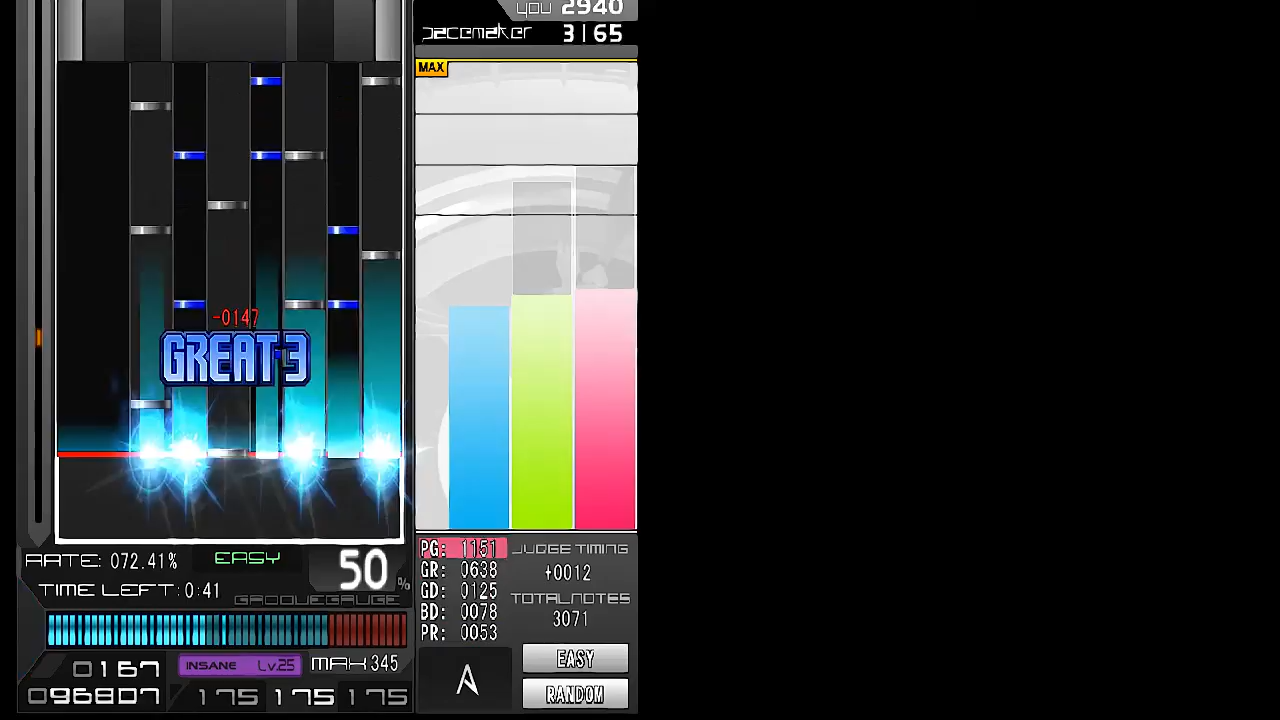 you 2940
pacemaker 3165
MAX
-0147
GREAT 3
RATE: 072.41% EASY 50 %
TIME LEFT: 0:41
GROOVEGAUGE
0167 INSANE Lv.25 MAX 345
096807 175 175 175
PG: 1151 JUDGE TIMING
GR: 0638 +0012
GD: 0125 TOTALNOTES
BD: 0078 3071
PR: 0053
A
EASY
RANDOM